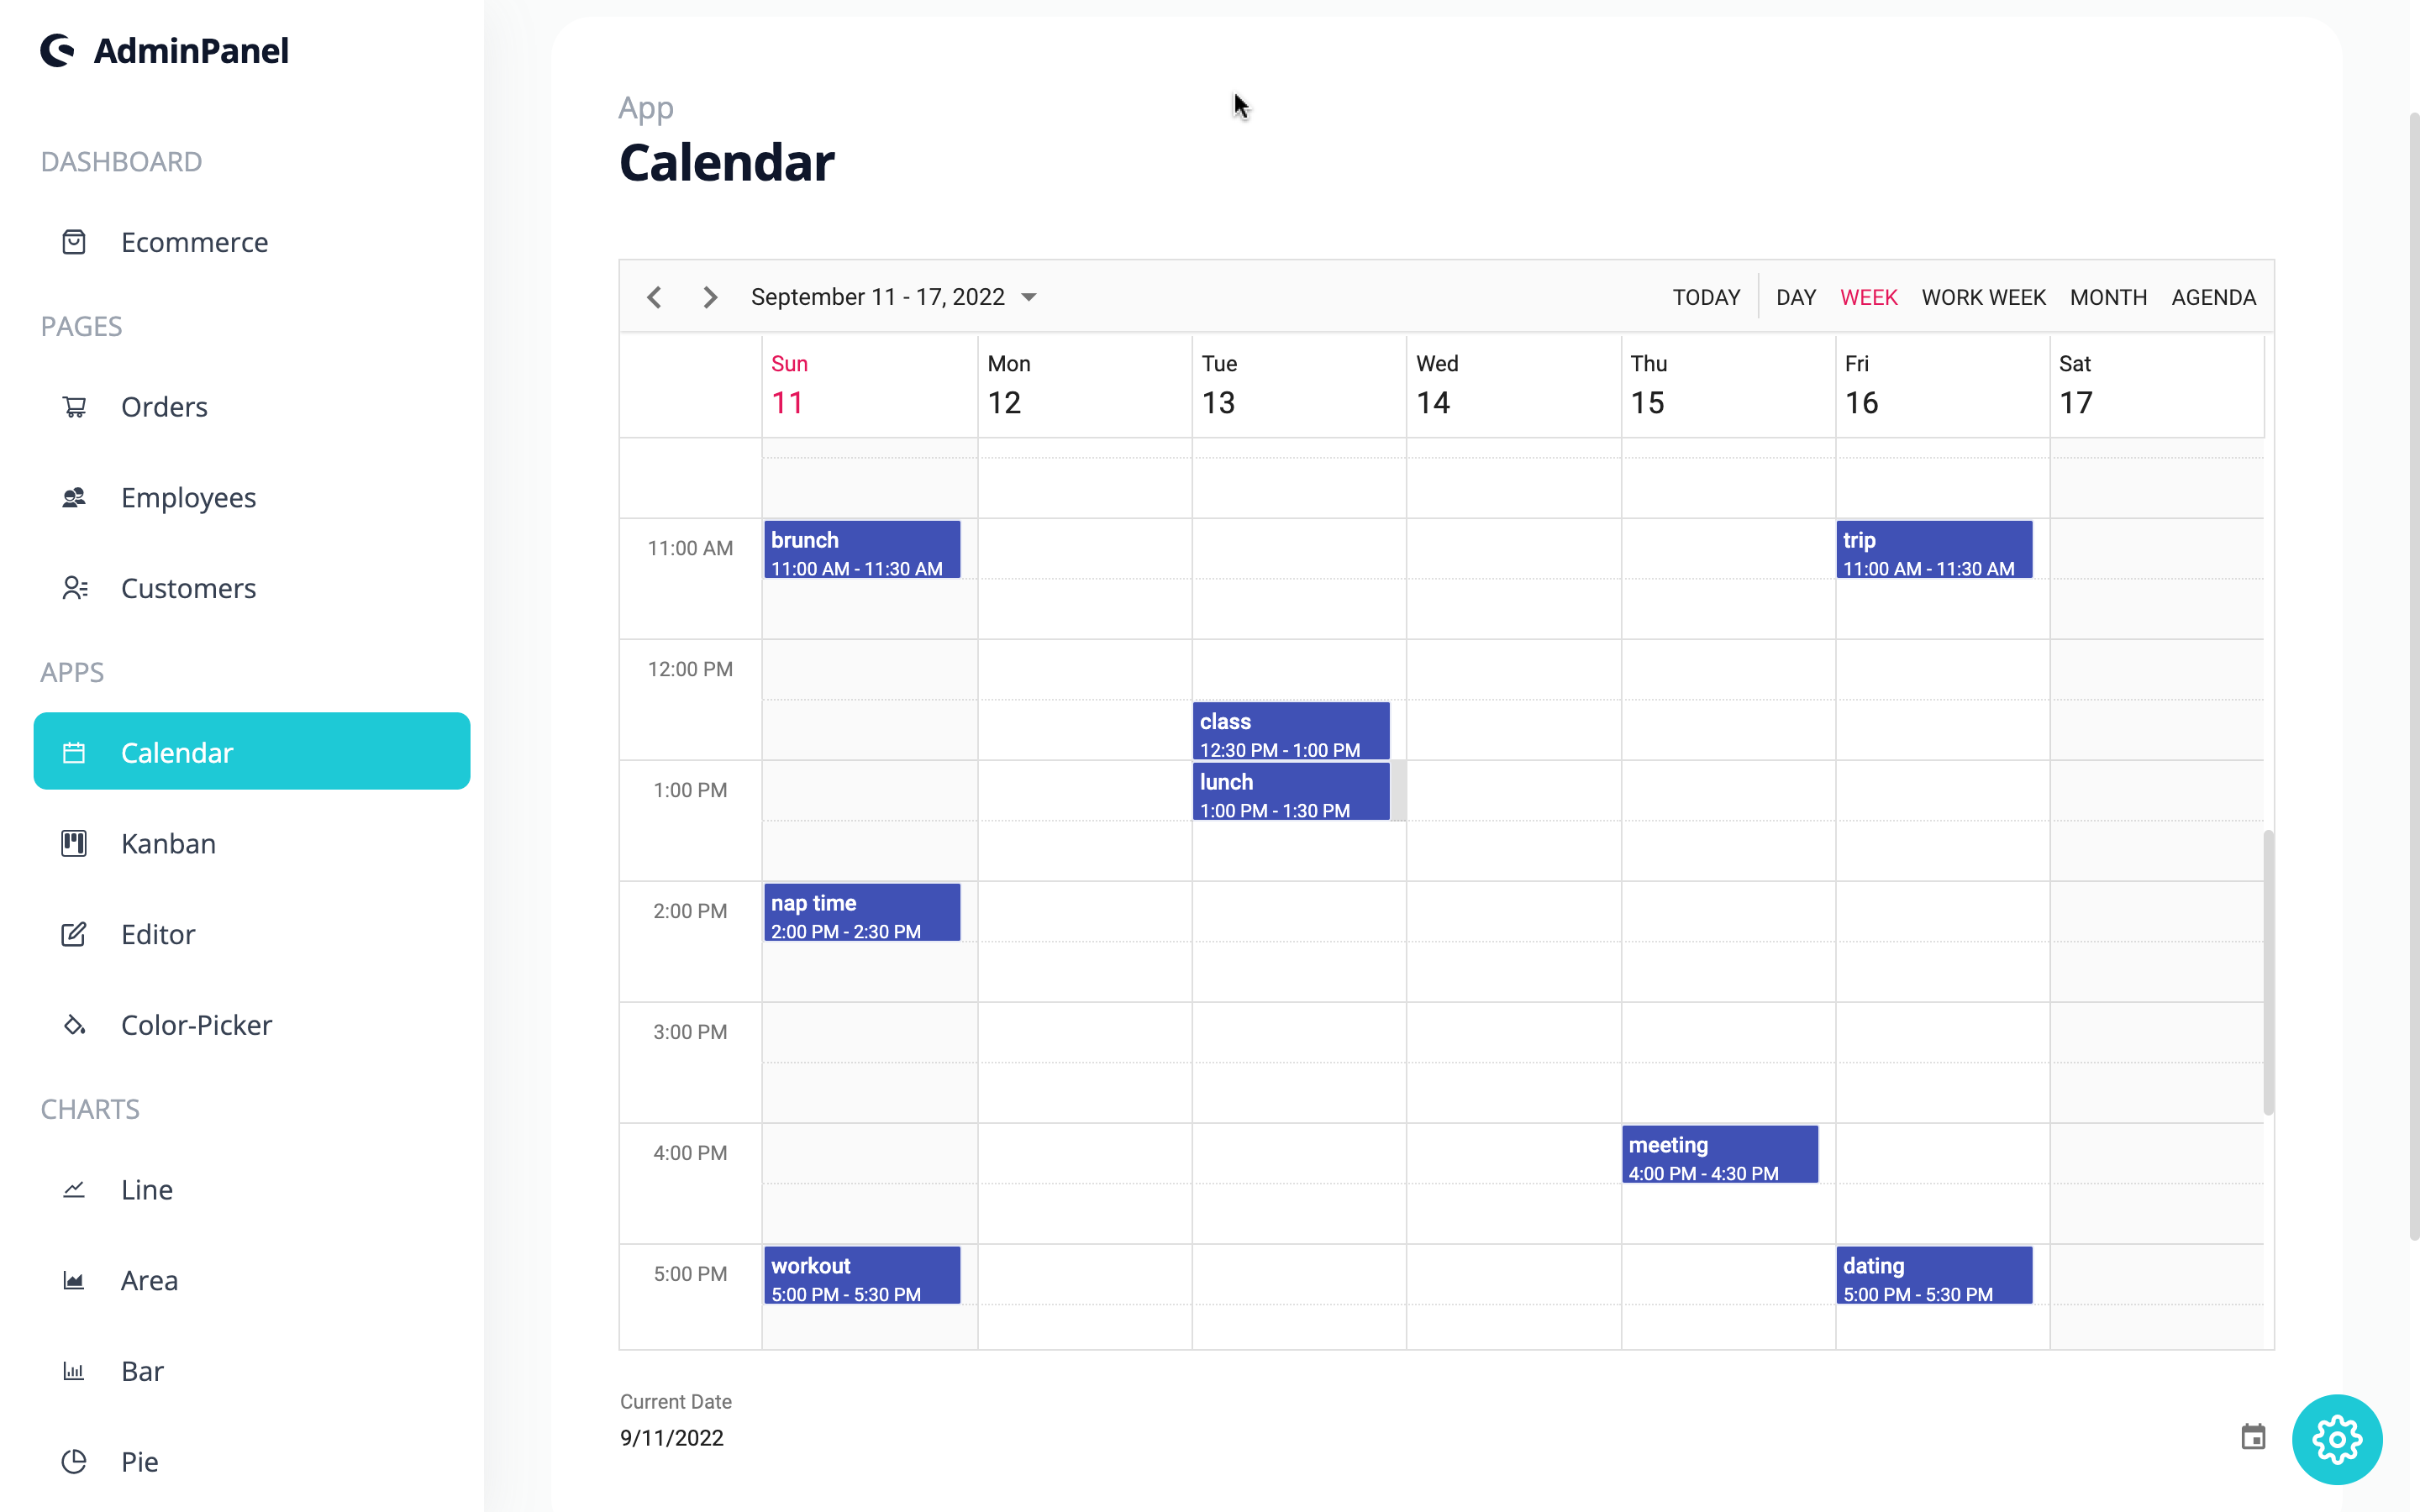 AdminPanel
DASHBOARD
Ecommerce
PAGES
Orders
Employees
Customers
APPS
Calendar
Kanban
Editor
Color-Picker
CHARTS
Line
Area
Bar
Pie
App
Calendar
September 11 - 17, 2022
TODAY DAY WEEK WORK WEEK MONTH AGENDA
Sun Mon Tue Wed Thu Fri Sat
11 12 13 14 15 16 17
11:00 AM
brunch
11:00 AM - 11:30 AM
trip
11:00 AM - 11:30 AM
12:00 PM
class
12:30 PM - 1:00 PM
1:00 PM
lunch
1:00 PM - 1:30 PM
2:00 PM
nap time
2:00 PM - 2:30 PM
3:00 PM
4:00 PM
meeting
4:00 PM - 4:30 PM
5:00 PM
workout
5:00 PM - 5:30 PM
dating
5:00 PM - 5:30 PM
Current Date
9/11/2022